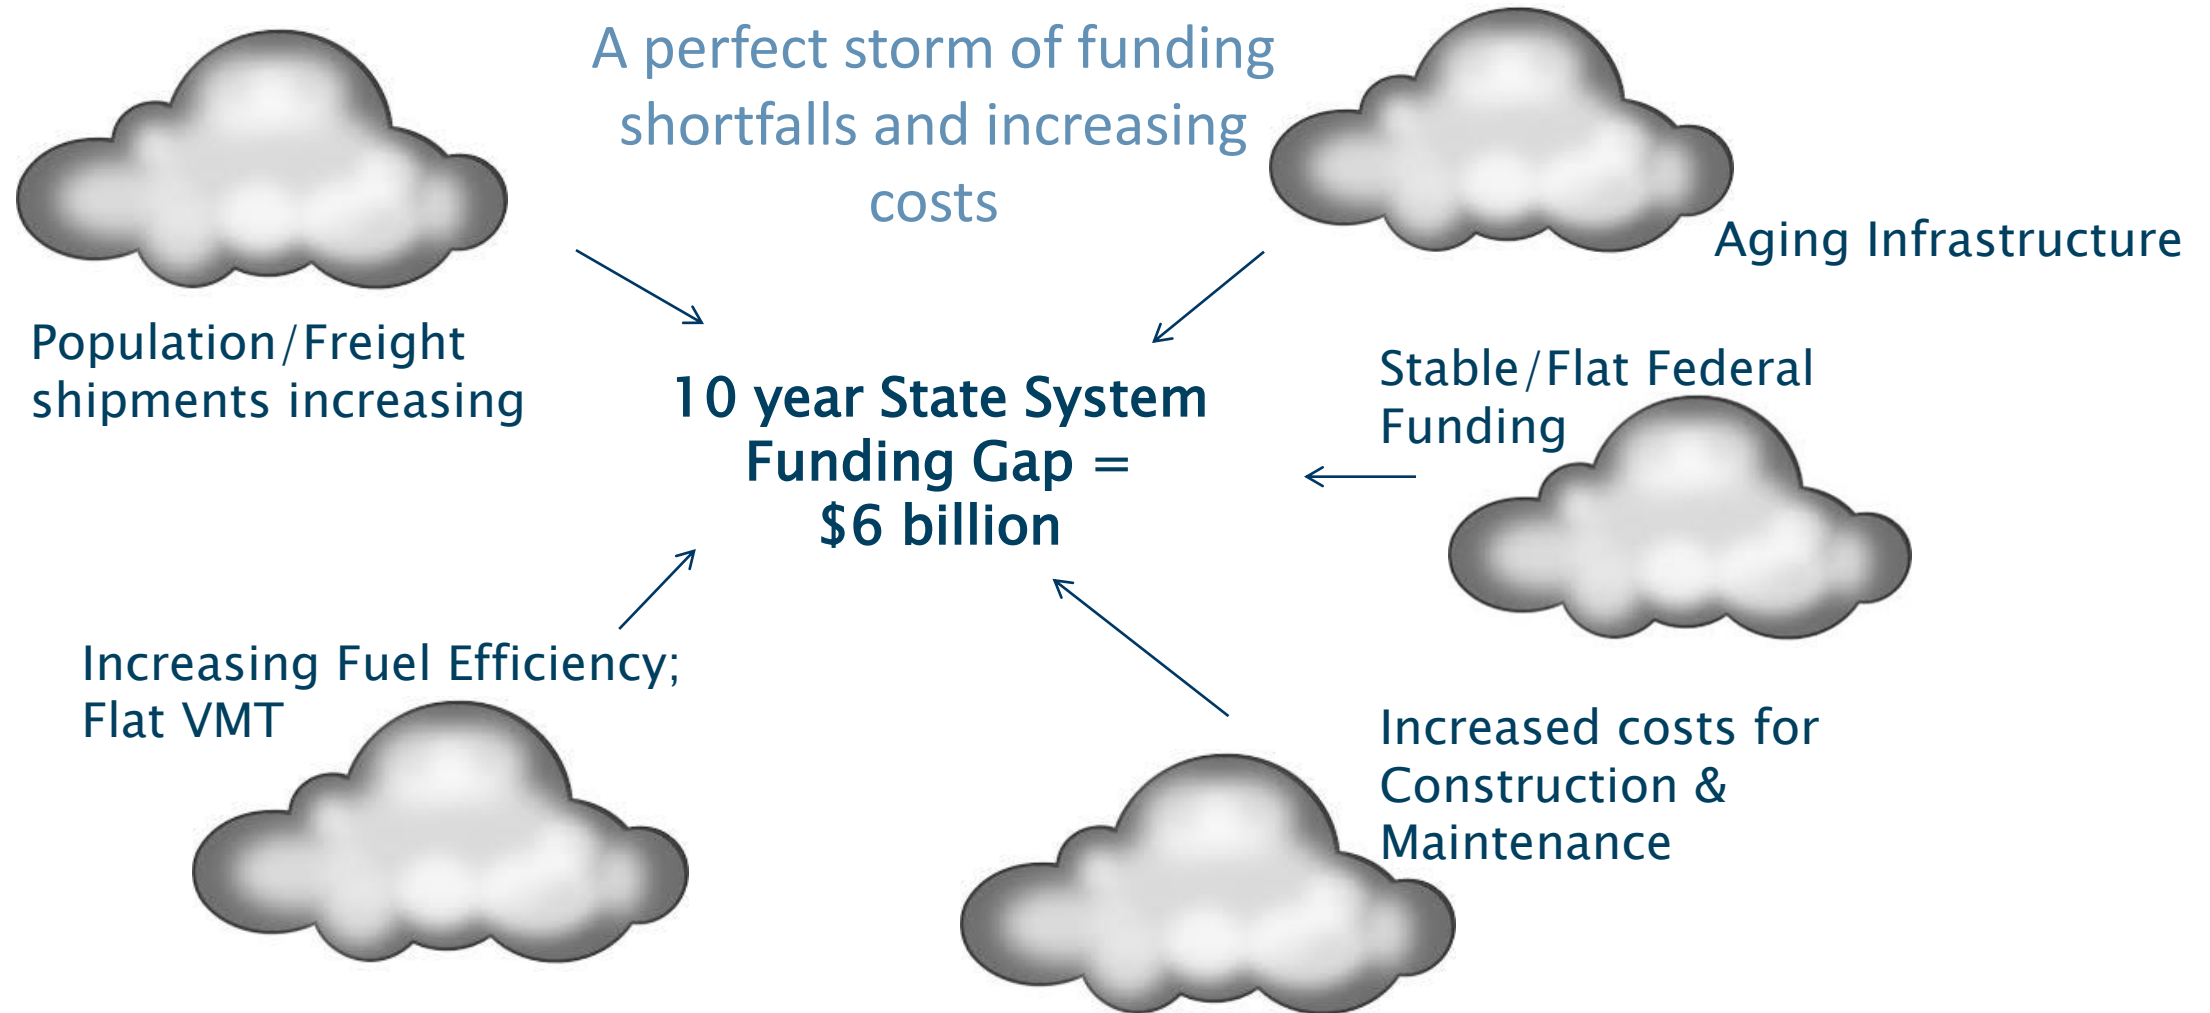 A perfect storm of funding
shortfalls and increasing
costs
Aging Infrastructure
Population/Freight
shipments increasing
Stable/Flat Federal
Funding
10 year State System
Funding Gap =
$6 billion
Increasing Fuel Efficiency;
Flat VMT
Increased costs for
Construction &
Maintenance